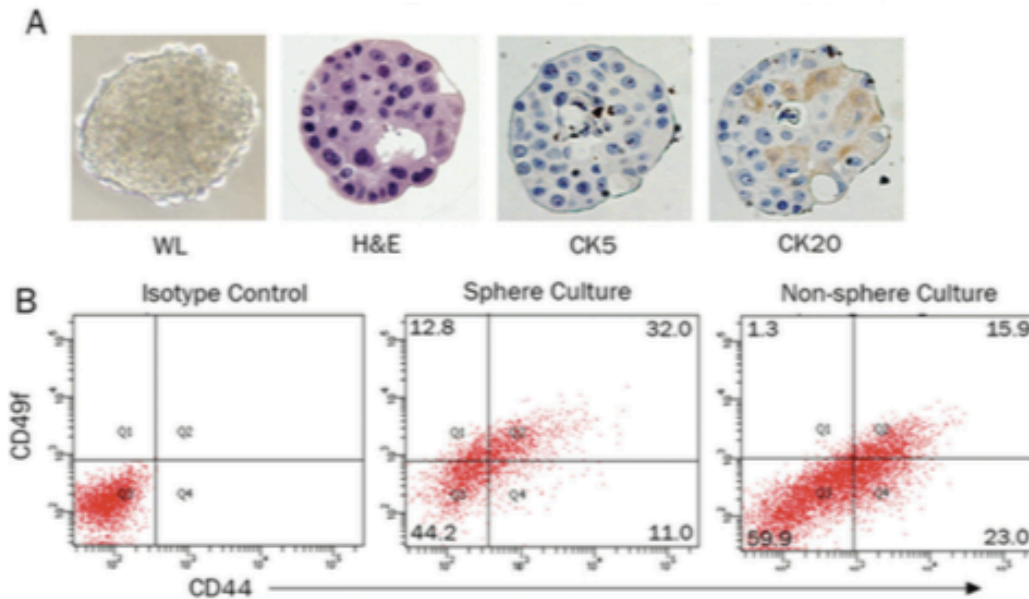 A
WL H&E CK5 CK20
B
Isotype Control Sphere Culture Non-sphere Culture
12.8 32.0 1.3 15.9
CD49f
Q1 Q2 Q1 Q2 Q1 Q2
Q3 Q4 Q3 Q4 Q3 Q4
44.2 11.0 59.9 23.0
CD44